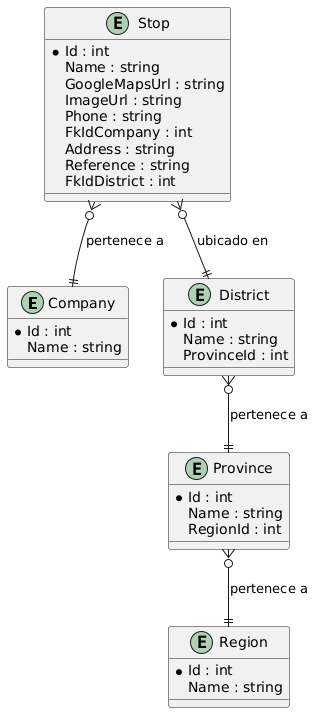 E Stop
Id : int
Name : string
GoogleMapsUrl : string
ImageUrl : string
Phone : string
FkIdCompany : int
Address : string
Reference : string
FkIdDistrict : int
pertenece a
ubicado en
E Company
Id : int
Name : string
E District
Id : int
Name : string
ProvinceId : int
pertenece a
E Province
Id : int
Name : string
RegionId : int
pertenece a
E Region
Id : int
Name : string